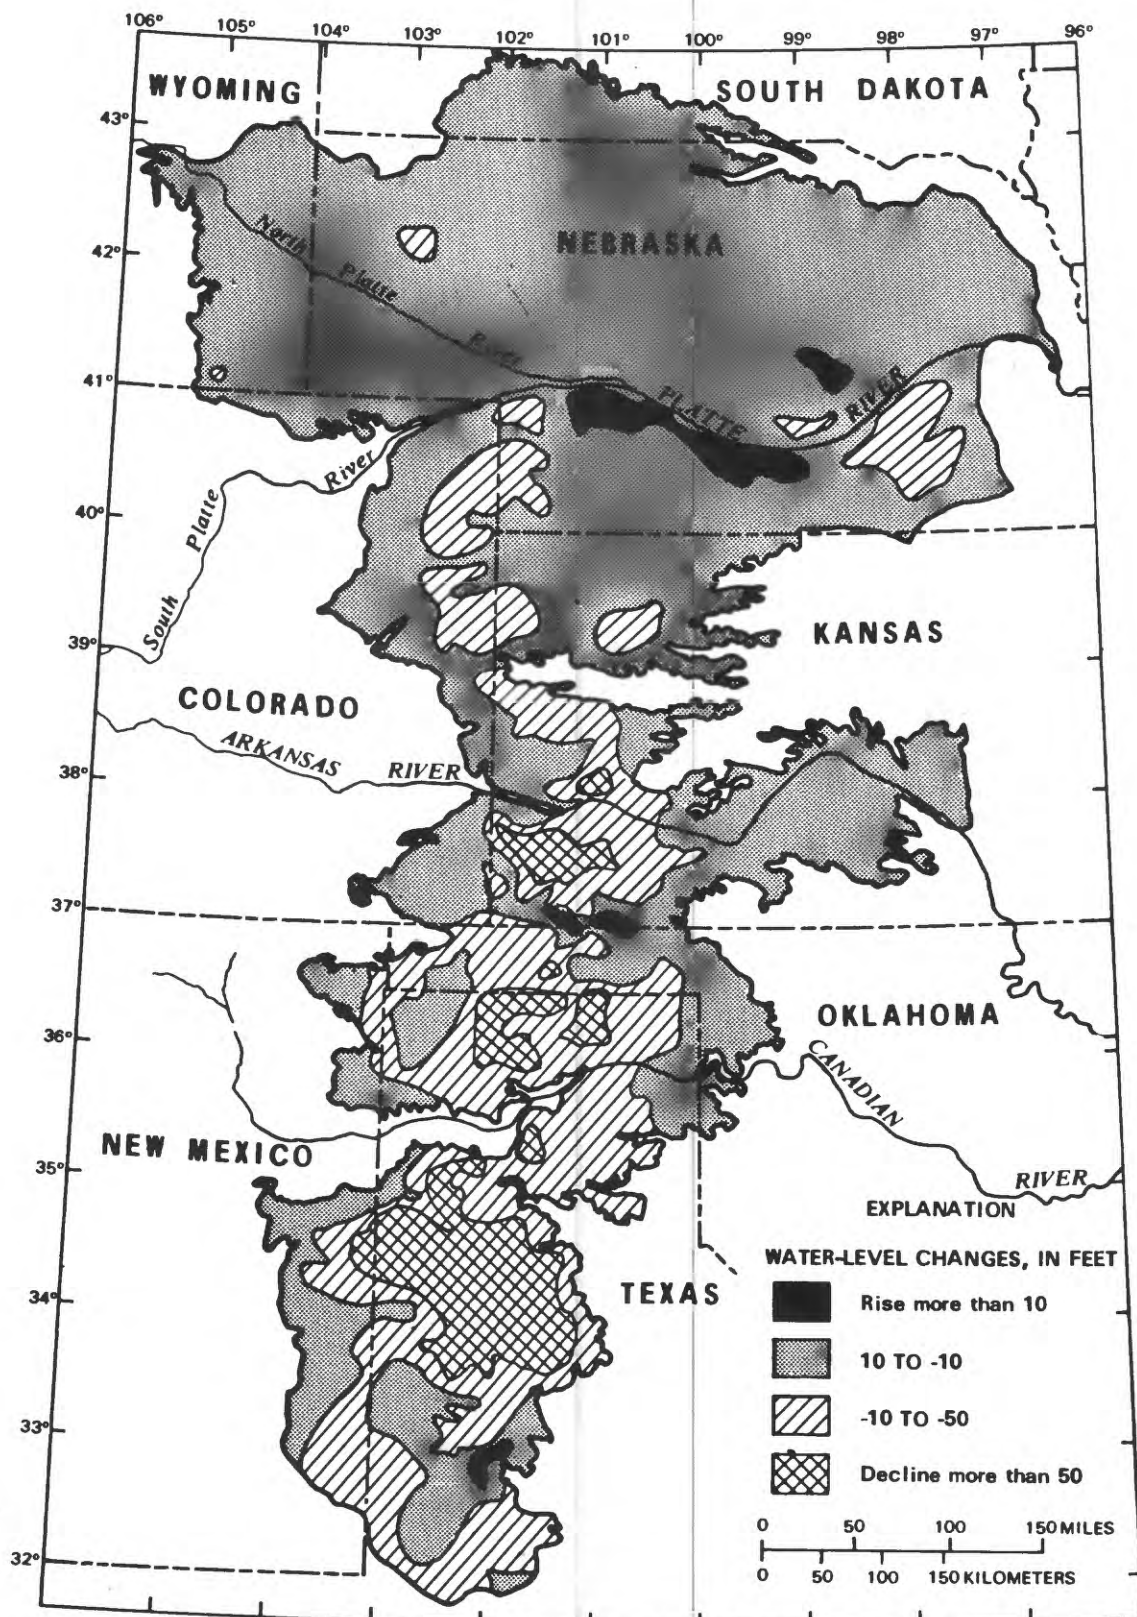 106° 105° 104° 103° 102° 101° 100° 99° 98° 97° 96°
WYOMING
SOUTH DAKOTA
43°
North
Platte
River
NEBRASKA
42°
41°
PLATTE
RIVER
South
Platte
River
40°
39°
KANSAS
COLORADO
ARKANSAS
RIVER
38°
37°
OKLAHOMA
36°
CANADIAN
RIVER
NEW MEXICO
35°
EXPLANATION
WATER-LEVEL CHANGES, IN FEET
TEXAS
34°
Rise more than 10
10 TO -10
33°
-10 TO -50
Decline more than 50
0 50 100 150 MILES
0 50 100 150 KILOMETERS
32°